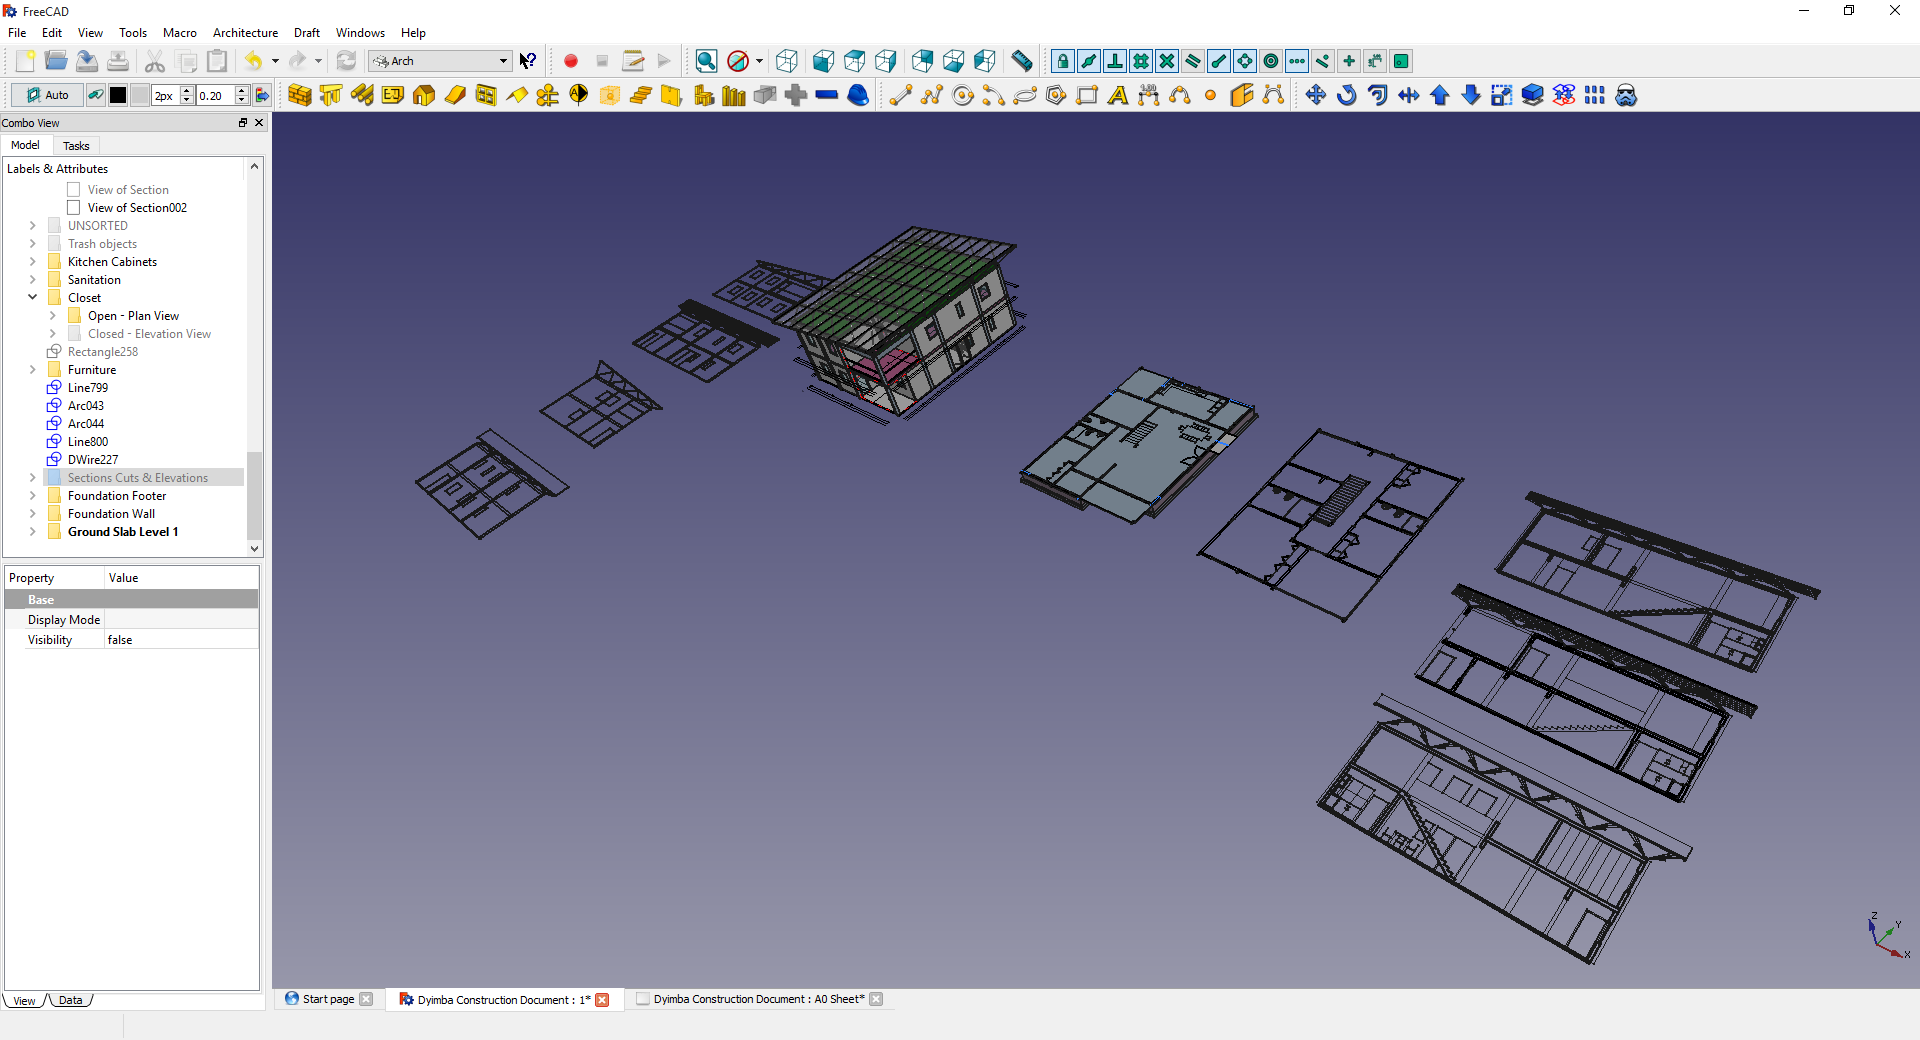 FreeCAD
File Edit View Tools Macro Architecture Draft Windows Help
Arch
Auto 2px 0.20
Combo View
Model Tasks
Labels & Attributes
View of Section
View of Section002
UNSORTED
Trash objects
Kitchen Cabinets
Sanitation
Closet
Open - Plan View
Closed - Elevation View
Rectangle258
Furniture
Line799
Arc043
Arc044
Line800
DWire227
Sections Cuts & Elevations
Foundation Footer
Foundation Wall
Ground Slab Level 1
Property Value
Base
Display Mode
Visibility false
View Data
Z
Y
X
Start page Dyimba Construction Document : 1* Dyimba Construction Document : A0 Sheet*